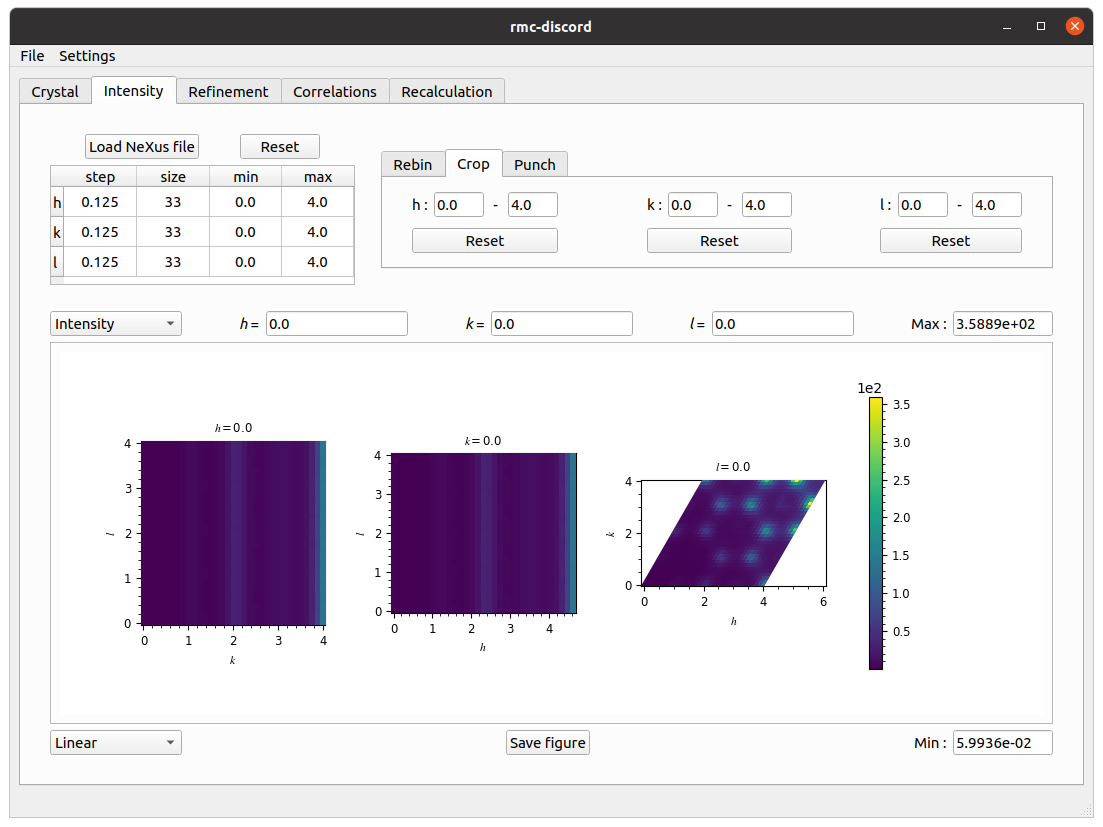 rmc-discord
File Settings
Crystal Intensity Refinement Correlations Recalculation
Load NeXus file Reset
Rebin Crop Punch
step size min max
h 0.125 33 0.0 4.0
k 0.125 33 0.0 4.0
l 0.125 33 0.0 4.0
h : 0.0 - 4.0 k : 0.0 - 4.0 l : 0.0 - 4.0
Reset Reset Reset
Intensity h = 0.0 k = 0.0 l = 0.0 Max : 3.5889e+02
h = 0.0
4
3
2
1
0
l
0 1 2 3 4
k
k = 0.0
4
3
2
1
0
l
0 1 2 3 4
h
l = 0.0
4
2
0
k
0 2 4 6
h
1e2
3.5
3.0
2.5
2.0
1.5
1.0
0.5
Linear Save figure Min : 5.9936e-02